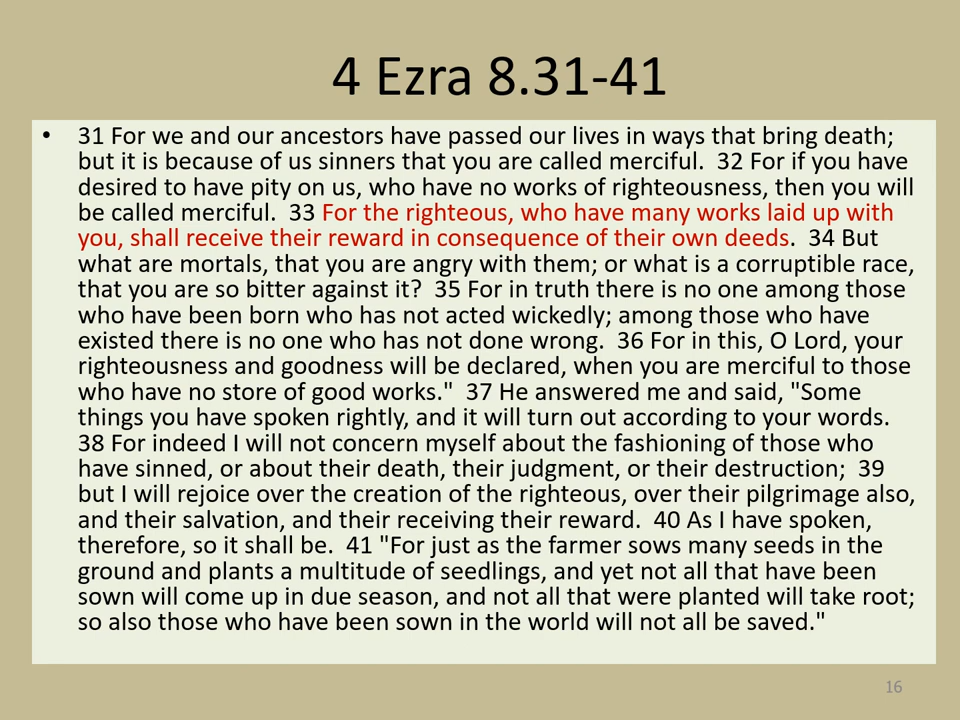 4 Ezra 8.31-41
• 31 For we and our ancestors have passed our lives in ways that bring death;
but it is because of us sinners that you are called merciful.  32 For if you have
desired to have pity on us, who have no works of righteousness, then you will
be called merciful.  33 For the righteous, who have many works laid up with
you, shall receive their reward in consequence of their own deeds.  34 But
what are mortals, that you are angry with them; or what is a corruptible race,
that you are so bitter against it?  35 For in truth there is no one among those
who have been born who has not acted wickedly; among those who have
existed there is no one who has not done wrong.  36 For in this, O Lord, your
righteousness and goodness will be declared, when you are merciful to those
who have no store of good works."  37 He answered me and said, "Some
things you have spoken rightly, and it will turn out according to your words.
38 For indeed I will not concern myself about the fashioning of those who
have sinned, or about their death, their judgment, or their destruction;  39
but I will rejoice over the creation of the righteous, over their pilgrimage also,
and their salvation, and their receiving their reward.  40 As I have spoken,
therefore, so it shall be.  41 "For just as the farmer sows many seeds in the
ground and plants a multitude of seedlings, and yet not all that have been
sown will come up in due season, and not all that were planted will take root;
so also those who have been sown in the world will not all be saved."
16